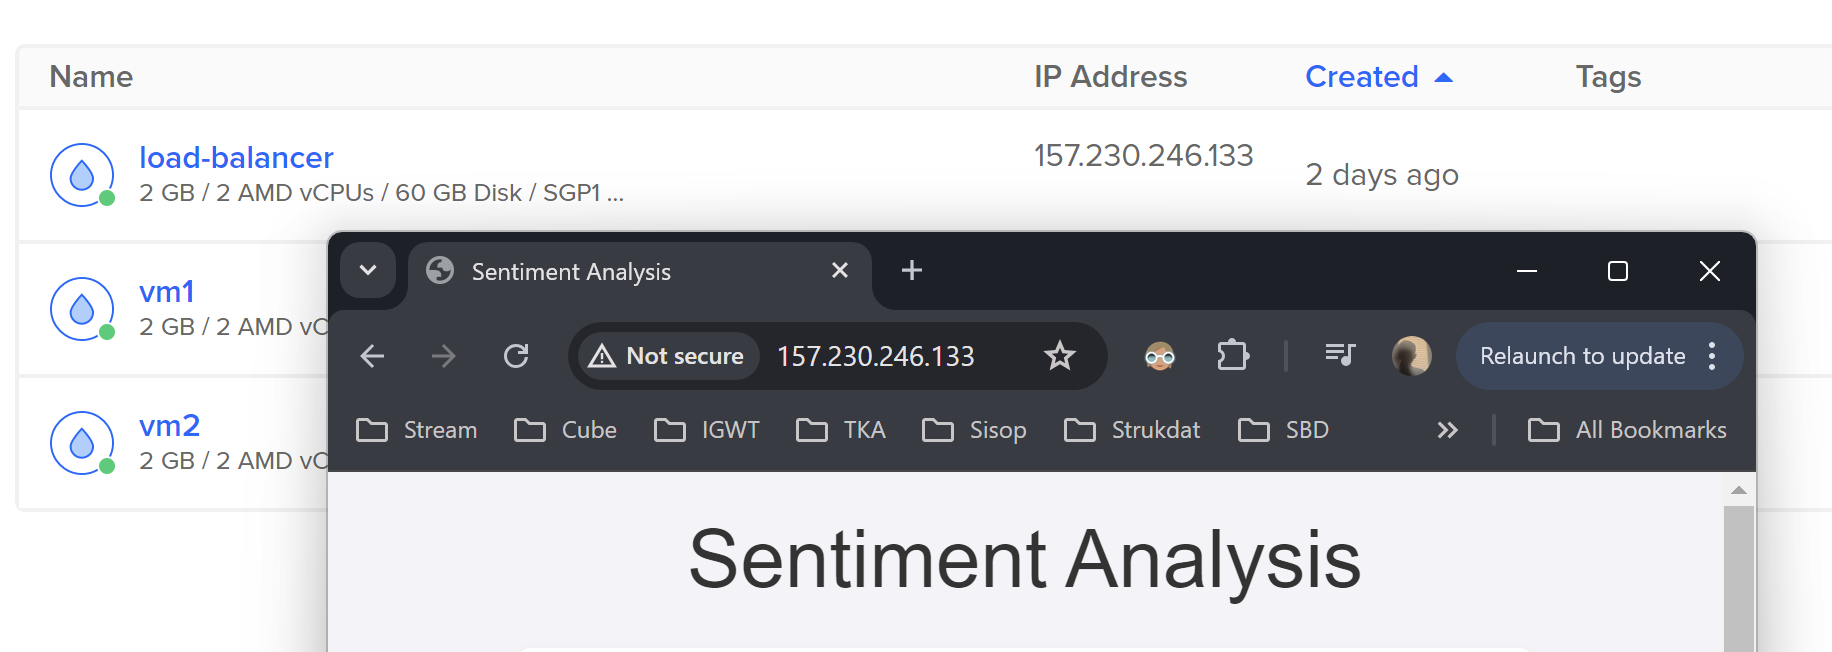 Name IP Address Created Tags
load-balancer 157.230.246.133 2 days ago
2 GB / 2 AMD vCPUs / 60 GB Disk / SGP1 ...
vm1
2 GB / 2 AMD vC
vm2
2 GB / 2 AMD vC
Sentiment Analysis
Not secure 157.230.246.133 Relaunch to update
Stream Cube IGWT TKA Sisop Strukdat SBD All Bookmarks
Sentiment Analysis